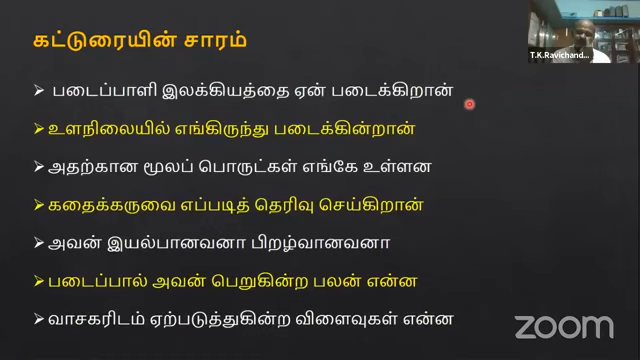 கட்டுரையின் சாரம்
T.K.Ravichand...
படைப்பாளி இலக்கியத்தை ஏன் படைக்கிறான்
உளநிலையில் எங்கிருந்து படைக்கின்றான்
அதற்கான மூலப் பொருட்கள் எங்கே உள்ளன
கதைக்கருவை எப்படித் தெரிவு செய்கிறான்
அவன் இயல்பானவனா பிறழ்வானவனா
படைப்பால் அவன் பெறுகின்ற பலன் என்ன
வாசகரிடம் ஏற்படுத்துகின்ற விளைவுகள் என்ன
zoom